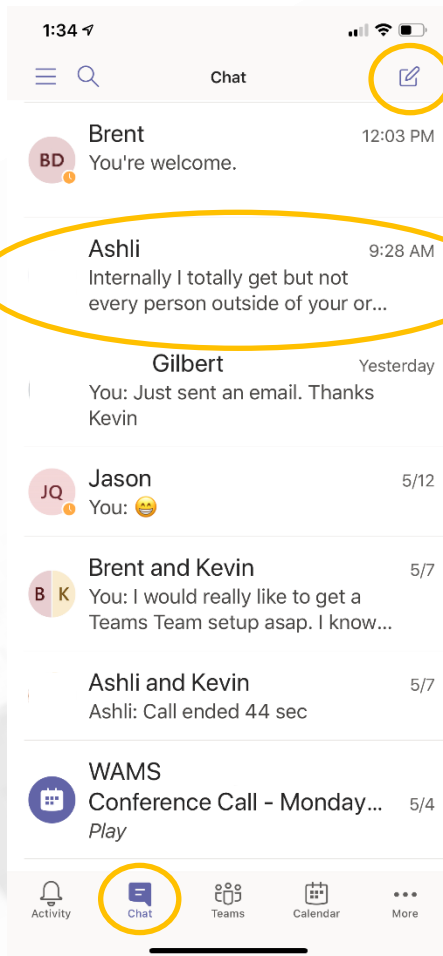 1:34
Chat
BD
Brent
12:03 PM
You're welcome.
Ashli
9:28 AM
Internally I totally get but not
every person outside of your or...
Gilbert
Yesterday
You: Just sent an email. Thanks
Kevin
JQ
Jason
5/12
You: 😁
B K
Brent and Kevin
5/7
You: I would really like to get a
Teams Team setup asap. I know...
Ashli and Kevin
5/7
Ashli: Call ended 44 sec
WAMS
Conference Call - Monday...
5/4
Play
Activity
Chat
Teams
Calendar
More